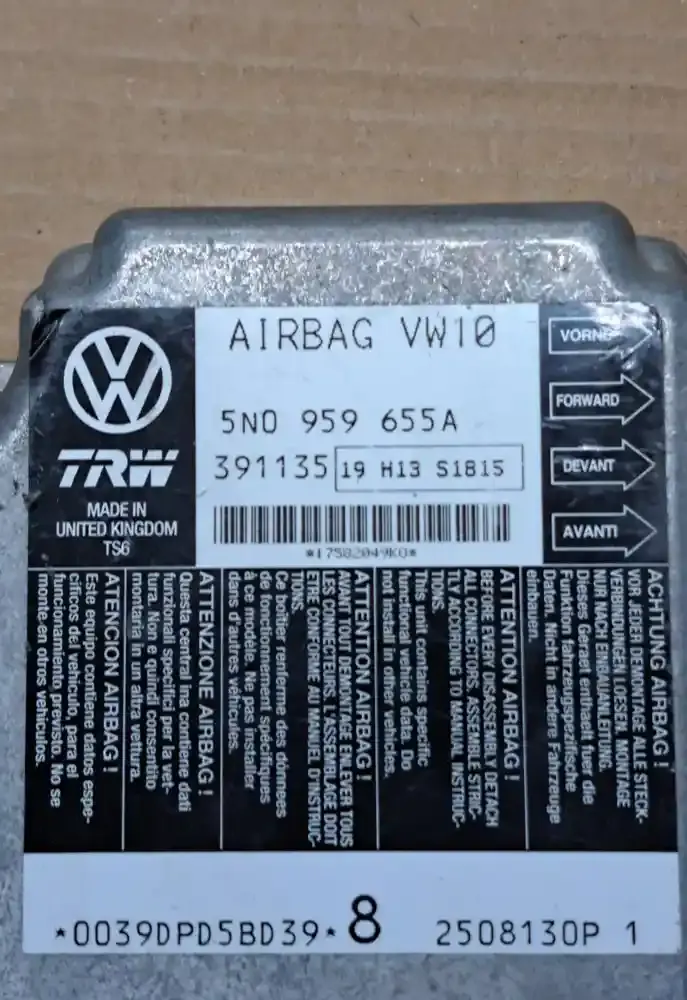 AIRBAG VW10
5N0 959 655A
391135 19 H13 S1815
*17582049K0*
VW
TRW
MADE IN
UNITED KINGDOM
TS6
VORNE
FORWARD
DEVANT
AVANTI
ACHTUNG AIRBAG !
VOR JEDER DEMONTAGE ALLE STECK-
VERBINDUNGEN LOESEN. MONTAGE
NUR NACH EINBAUANLEITUNG.
Dieses Geraet enthaelt fuer die
Funktion fahrzeugspezifische
Daten. Nicht in andere Fahrzeuge
einbauen.
ATTENTION AIRBAG !
BEFORE EVERY DISASSEMBLY DETACH
ALL CONNECTORS, ASSEMBLE STRIC-
TLY ACCORDING TO MANUAL INSTRUC-
TIONS.
This unit contains specific
functional vehicle data. Do
not install in other vehicles.
ATTENTION AIRBAG !
AVANT TOUT DEMONTAGE ENLEVER TOUS
LES CONNECTEURS, L'ASSEMBLAGE DOIT
ETRE CONFORME AU MANUEL D'INSTRUC-
TIONS.
Ce boîtier renferme des données
de fonctionnement spécifiques
à ce modèle. Ne pas installer
dans d'autres véhicules.
ATTENZIONE AIRBAG !
Questa central ina contiene dati
funzionali specifici per la vet-
tura. Non e quindi consentito
montarla in un altra vettura.
ATENCION AIRBAG !
Este equipo contiene datos espe-
cíficos del vehículo, para el
funcionamiento previsto. No se
monte en otros vehículos.
*0039DPD5BD39* 8 2508130P 1